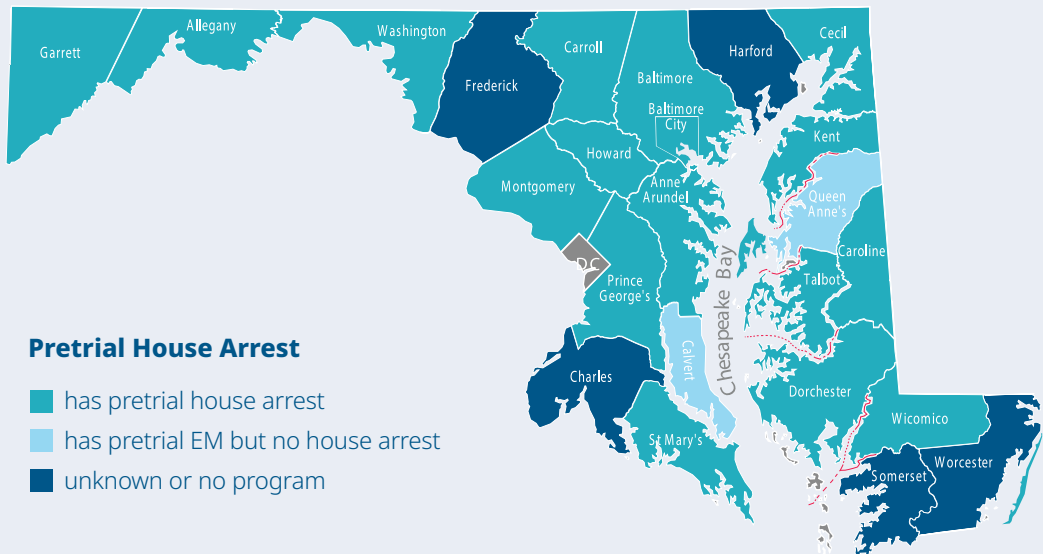 Garrett
Allegany
Washington
Frederick
Carroll
Baltimore
Baltimore
City
Harford
Cecil
Kent
Howard
Montgomery
Anne
Arundel
Queen
Anne's
Caroline
DC
Prince
George's
Talbot
Chesapeake Bay
Calvert
Charles
Dorchester
St Mary's
Wicomico
Somerset
Worcester
Pretrial House Arrest
has pretrial house arrest
has pretrial EM but no house arrest
unknown or no program